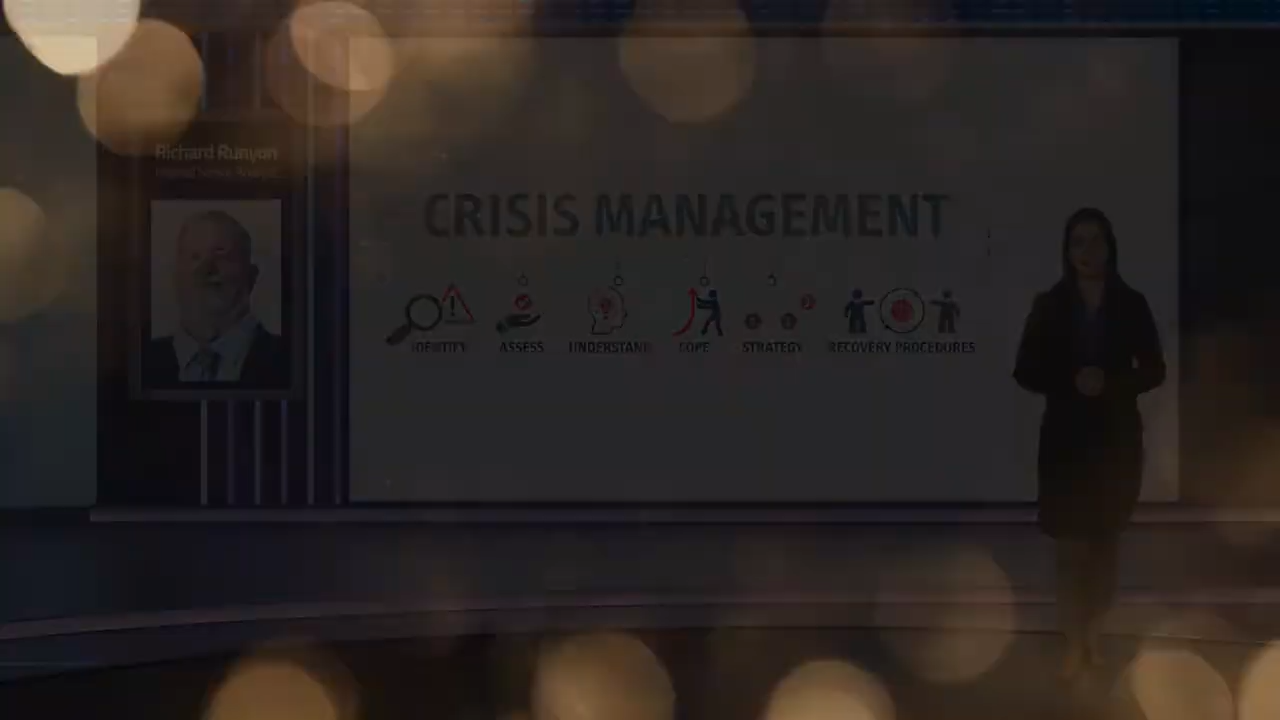 Richard Runyon
CRISIS MANAGEMENT
IDENTIFY
ASSESS
UNDERSTAND
COPE
STRATEGY
RECOVERY PROCEDURES